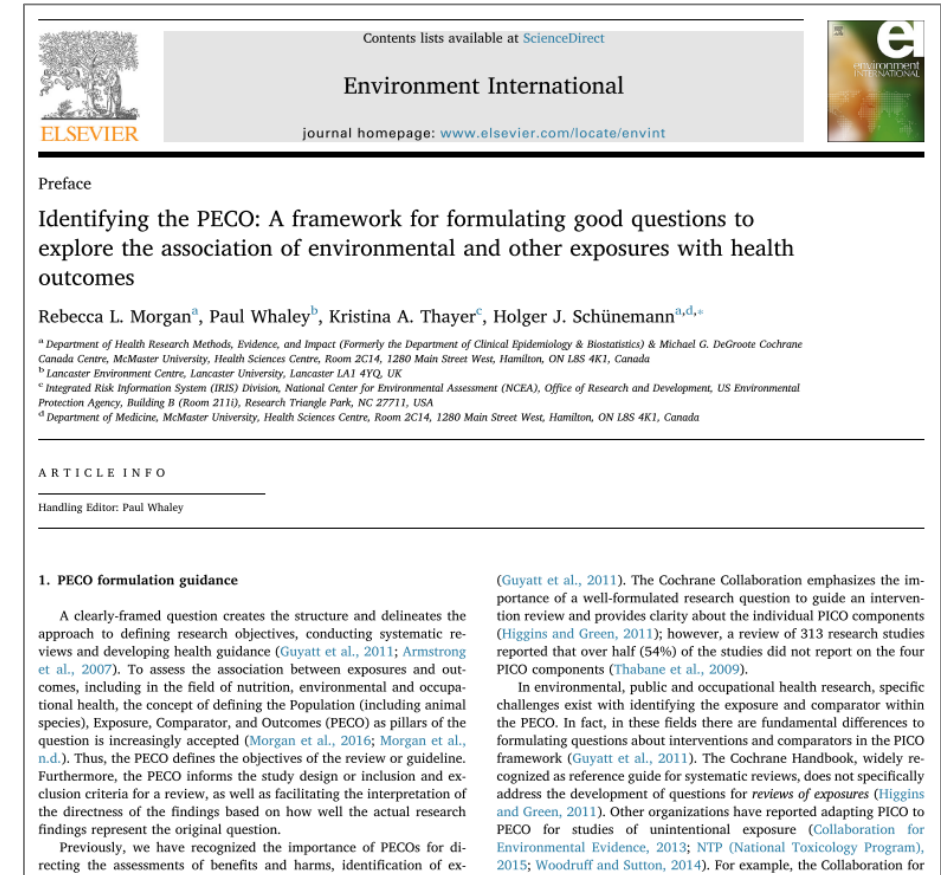 Contents lists available at ScienceDirect
Environment International
journal homepage: www.elsevier.com/locate/envint
ELSEVIER
environment
INTERNATIONAL
Preface
Identifying the PECO: A framework for formulating good questions to
explore the association of environmental and other exposures with health
outcomes
Rebecca L. Morgan^a, Paul Whaley^b, Kristina A. Thayer^c, Holger J. Schünemann^a,d,*
^a Department of Health Research Methods, Evidence, and Impact (Formerly the Department of Clinical Epidemiology & Biostatistics) & Michael G. DeGroote Cochrane
Canada Centre, McMaster University, Health Sciences Centre, Room 2C14, 1280 Main Street West, Hamilton, ON L8S 4K1, Canada
^b Lancaster Environment Centre, Lancaster University, Lancaster LA1 4YQ, UK
^c Integrated Risk Information System (IRIS) Division, National Center for Environmental Assessment (NCEA), Office of Research and Development, US Environmental
Protection Agency, Building B (Room 211i), Research Triangle Park, NC 27711, USA
^d Department of Medicine, McMaster University, Health Sciences Centre, Room 2C14, 1280 Main Street West, Hamilton, ON L8S 4K1, Canada
ARTICLE INFO
Handling Editor: Paul Whaley
1. PECO formulation guidance
A clearly-framed question creates the structure and delineates the
approach to defining research objectives, conducting systematic re-
views and developing health guidance (Guyatt et al., 2011; Armstrong
et al., 2007). To assess the association between exposures and out-
comes, including in the field of nutrition, environmental and occupa-
tional health, the concept of defining the Population (including animal
species), Exposure, Comparator, and Outcomes (PECO) as pillars of the
question is increasingly accepted (Morgan et al., 2016; Morgan et al.,
n.d.). Thus, the PECO defines the objectives of the review or guideline.
Furthermore, the PECO informs the study design or inclusion and ex-
clusion criteria for a review, as well as facilitating the interpretation of
the directness of the findings based on how well the actual research
findings represent the original question.
Previously, we have recognized the importance of PECOs for di-
recting the assessments of benefits and harms, identification of ex-
(Guyatt et al., 2011). The Cochrane Collaboration emphasizes the im-
portance of a well-formulated research question to guide an interven-
tion review and provides clarity about the individual PICO components
(Higgins and Green, 2011); however, a review of 313 research studies
reported that over half (54%) of the studies did not report on the four
PICO components (Thabane et al., 2009).
In environmental, public and occupational health research, specific
challenges exist with identifying the exposure and comparator within
the PECO. In fact, in these fields there are fundamental differences to
formulating questions about interventions and comparators in the PICO
framework (Guyatt et al., 2011). The Cochrane Handbook, widely re-
cognized as reference guide for systematic reviews, does not specifically
address the development of questions for reviews of exposures (Higgins
and Green, 2011). Other organizations have reported adapting PICO to
PECO for studies of unintentional exposure (Collaboration for
Environmental Evidence, 2013; NTP (National Toxicology Program),
2015; Woodruff and Sutton, 2014). For example, the Collaboration for